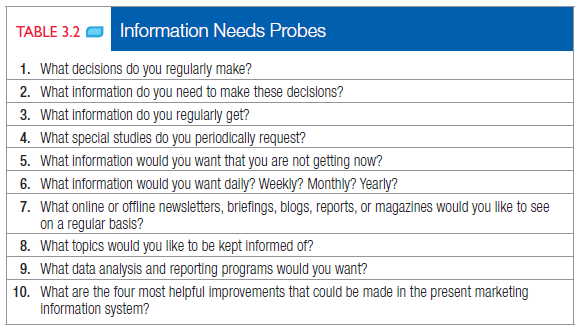 TABLE 3.2 Information Needs Probes
1. What decisions do you regularly make?
2. What information do you need to make these decisions?
3. What information do you regularly get?
4. What special studies do you periodically request?
5. What information would you want that you are not getting now?
6. What information would you want daily? Weekly? Monthly? Yearly?
7. What online or offline newsletters, briefings, blogs, reports, or magazines would you like to see
on a regular basis?
8. What topics would you like to be kept informed of?
9. What data analysis and reporting programs would you want?
10. What are the four most helpful improvements that could be made in the present marketing
information system?